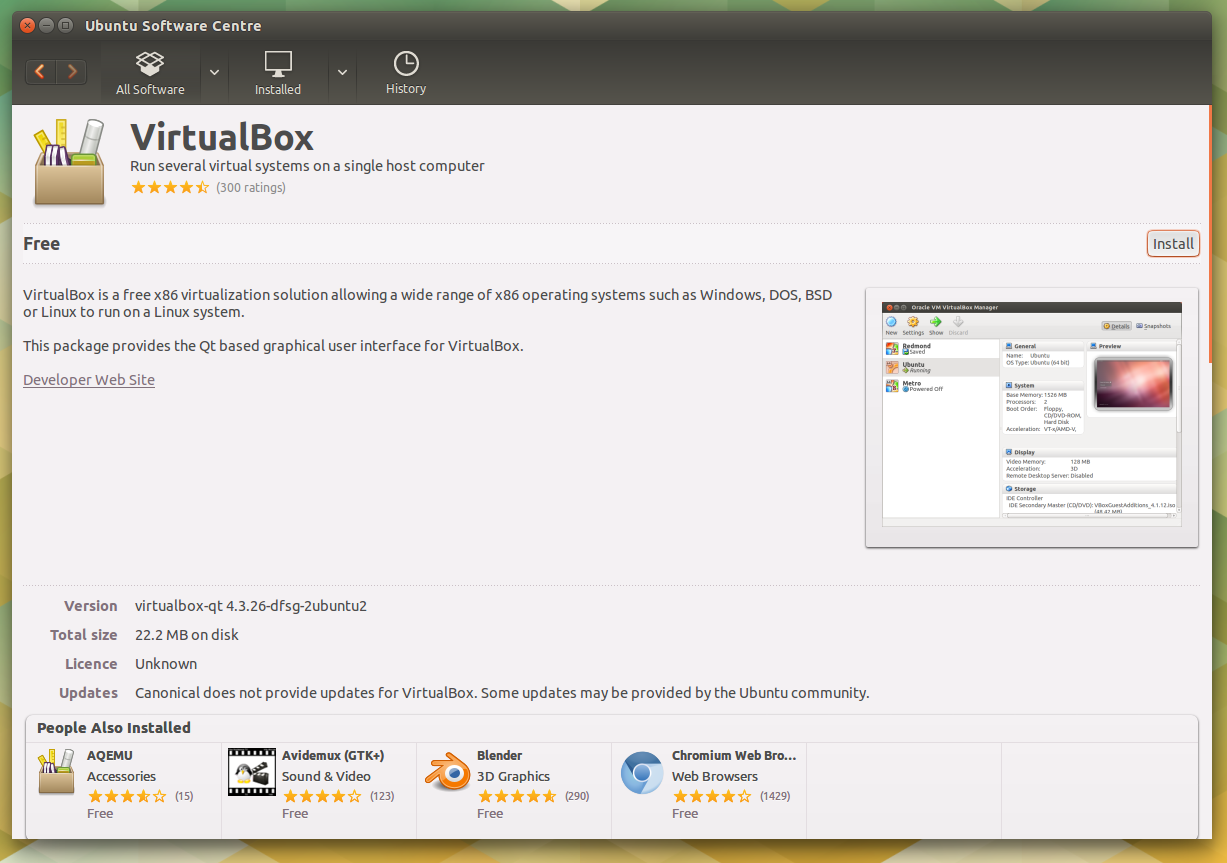 Ubuntu Software Centre
All Software
Installed
History
VirtualBox
Run several virtual systems on a single host computer
(300 ratings)
Free
Install
VirtualBox is a free x86 virtualization solution allowing a wide range of x86 operating systems such as Windows, DOS, BSD
or Linux to run on a Linux system.
This package provides the Qt baed graphical user interface for VirtualBox.
Developer Web Site
Oracle VM VirtualBox Manager
New Settings Show Discard
Details Snapshots
Redmond
Saved
Ubuntu
Running
Metro
Powered Off
General
Name: Ubuntu
OS Type: Ubuntu (64 bit)
Preview
System
Base Memory: 1526 MB
Processors: 2
Boot Order: Floppy,
CD/DVD-ROM,
Hard Disk
Acceleration: VT-x/AMD-V,
Display
Video Memory: 128 MB
Acceleration: 3D
Remote Desktop Server: Disabled
Storage
IDE Controller
IDE Secondary Master (CD/DVD): VBoxGuestAdditions_4.1.12.iso
(48.47 MB)
Version virtualbox-qt 4.3.26-dfsg-2ubuntu2
Total size 22.2 MB on disk
Licence Unknown
Updates Canonical does not provide updates for VirtualBox. Some updates may be provided by the Ubuntu community.
People Also Installed
AQEMU
Accessories
(15)
Free
Avidemux (GTK+)
Sound & Video
(123)
Free
Blender
3D Graphics
(290)
Free
Chromium Web Bro...
Web Browsers
(1429)
Free